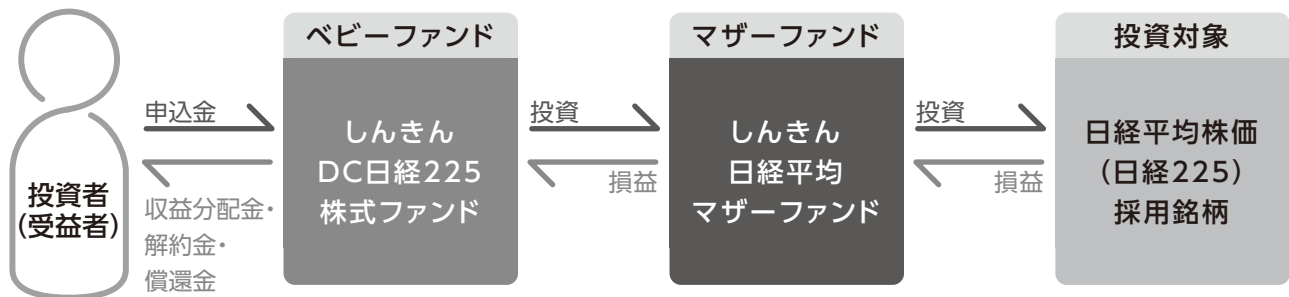 投資者
(受益者)
申込金
収益分配金・
解約金・
償還金
ベビーファンド
しんきん
DC日経225
株式ファンド
投資
損益
マザーファンド
しんきん
日経平均
マザーファンド
投資
損益
投資対象
日経平均株価
(日経225)
採用銘柄